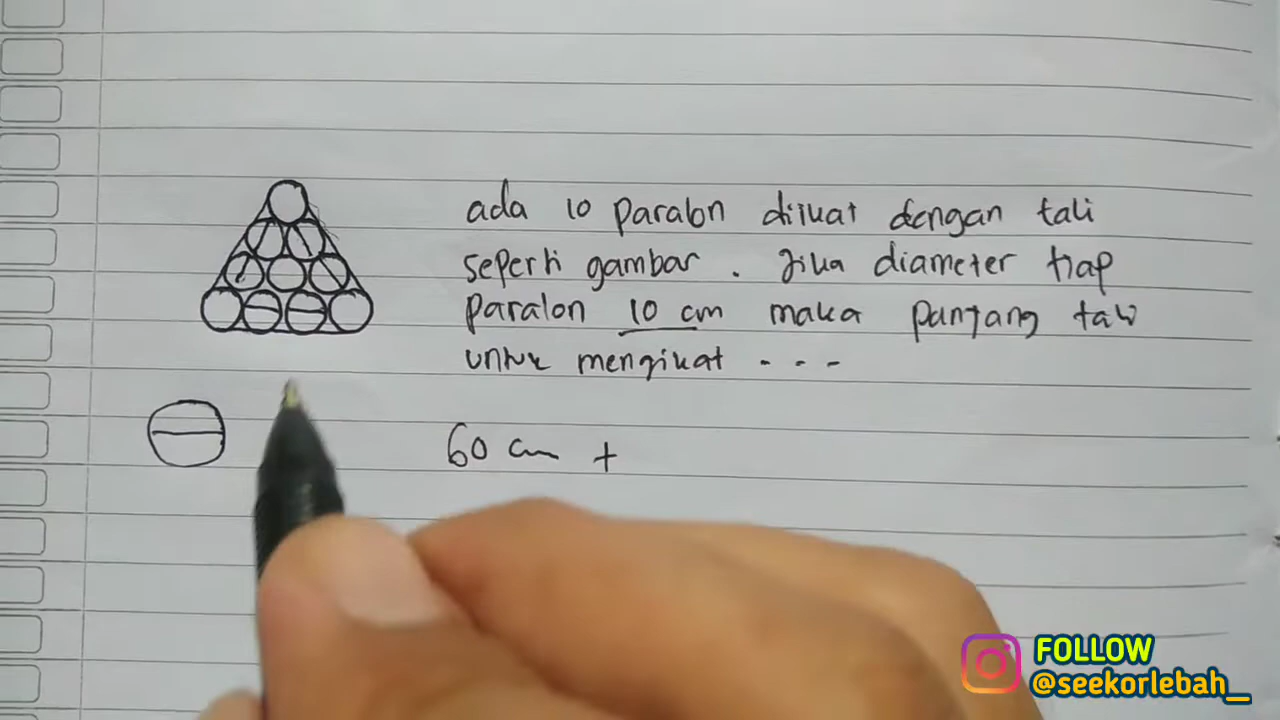 ada 10 paralon diikat dengan tali
seperti gambar . Jika diameter tiap
paralon 10 cm maka panjang tali
untuk mengikat - - -
60 cm +
FOLLOW
@seekorlebah_